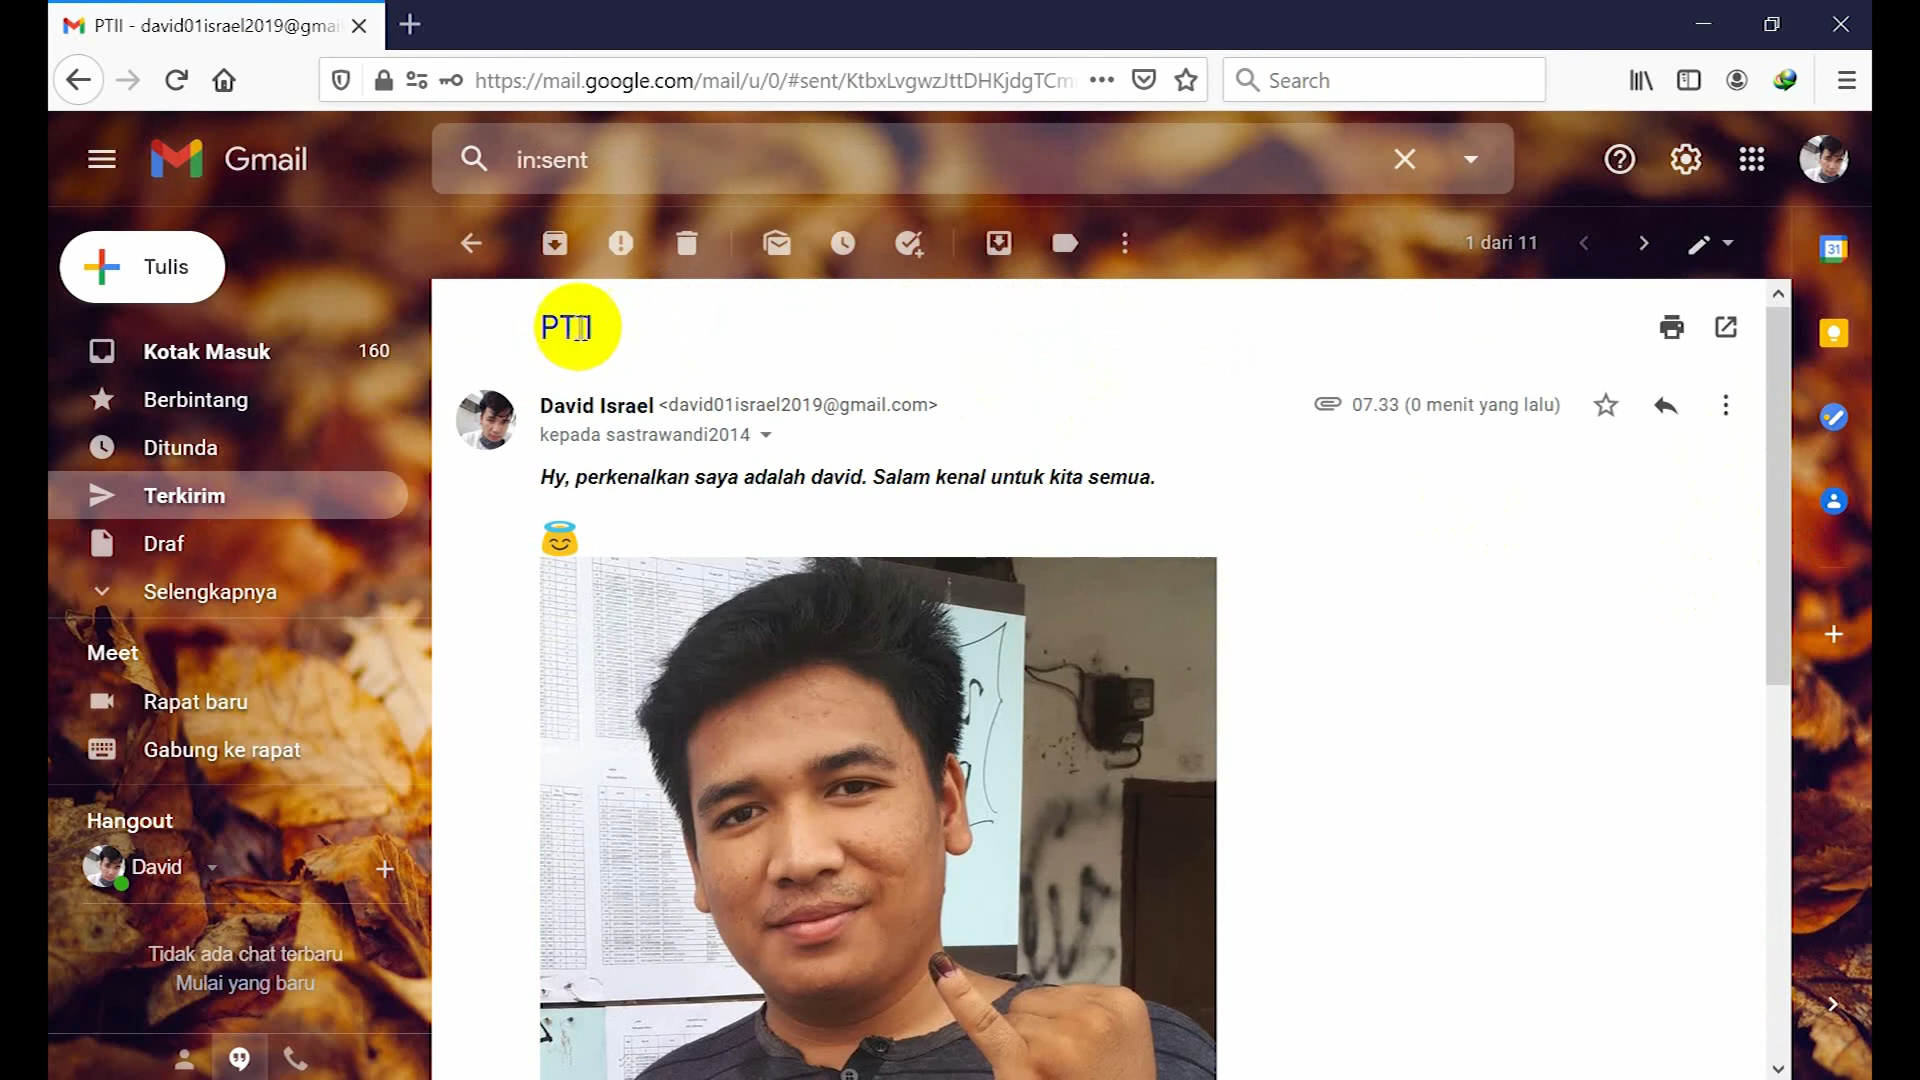 PTII - david01israel2019@gmai
https://mail.google.com/mail/u/0/#sent/KtbxLvgwzJttDHKjdgTCm
Search
Gmail
in:sent
1 dari 11
Tulis
Kotak Masuk 160
Berbintang
Ditunda
Terkirim
Draf
Selengkapnya
Meet
Rapat baru
Gabung ke rapat
Hangout
David
Tidak ada chat terbaru
Mulai yang baru
PTII
David Israel <david01israel2019@gmail.com>
07.33 (0 menit yang lalu)
kepada sastrawandi2014
Hy, perkenalkan saya adalah david. Salam kenal untuk kita semua.
31